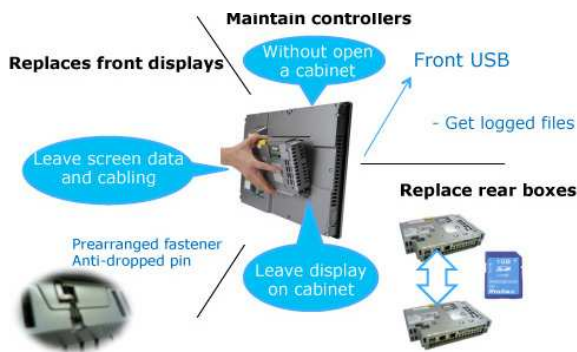 Maintain controllers
Without open
a cabinet
Front USB
Replaces front displays
- Get logged files
Leave screen data
and cabling
Replace rear boxes
Prearranged fastener
Anti-dropped pin
Leave display
on cabinet